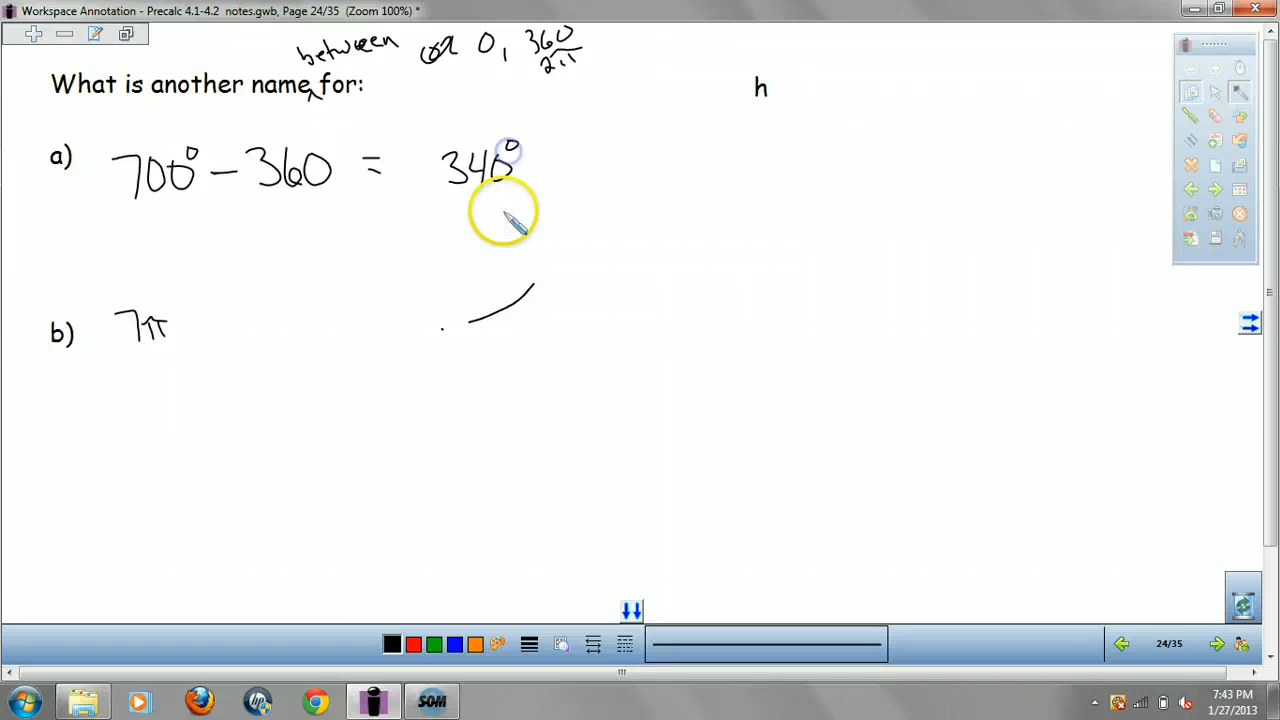 Workspace Annotation - Precalc 4.1-4.2 notes.gwb, Page 24/35 (Zoom 100%) *
between 0, 360
2π
What is another name for:
h
a) 700° - 360 = 340°
b) 7π
24/35
SOM
7:43 PM
1/27/2013